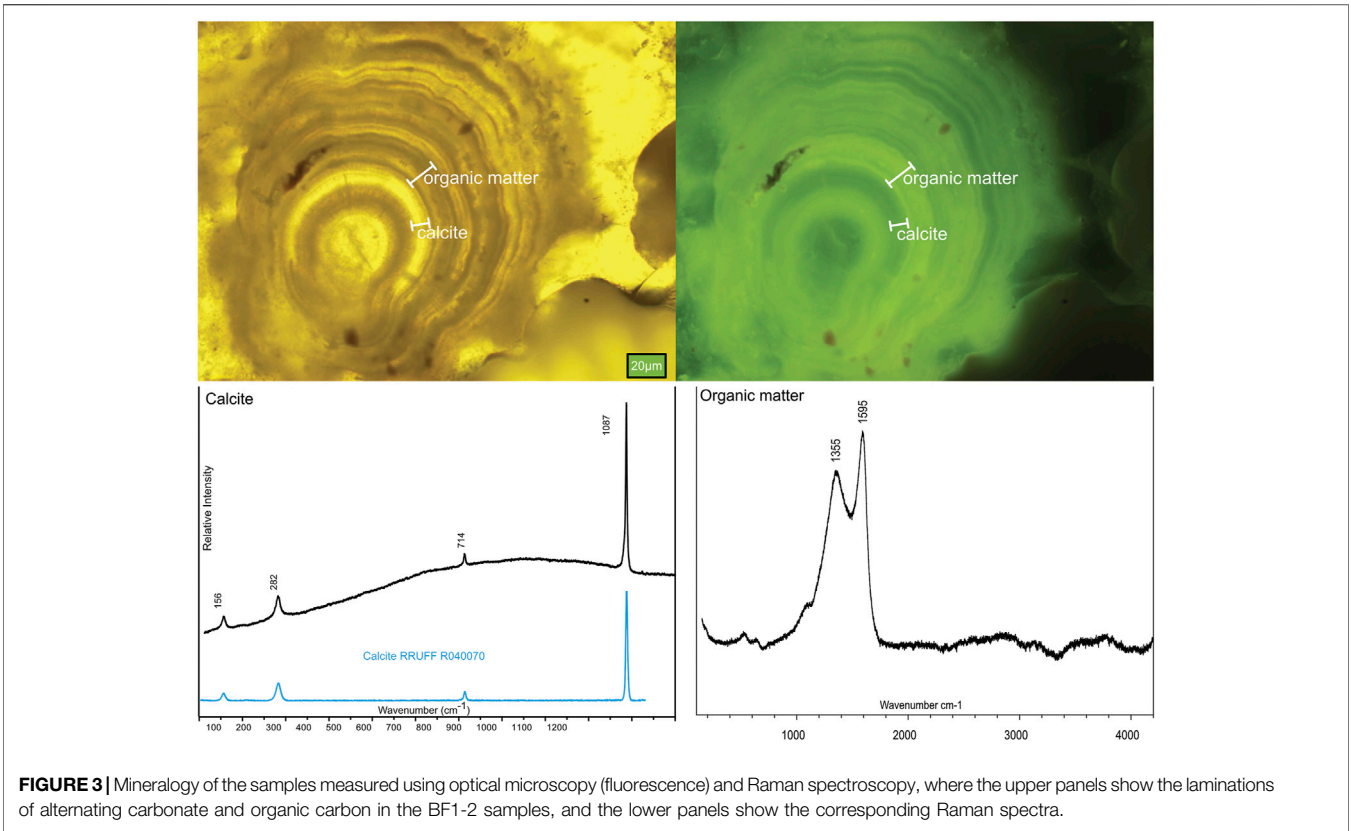 organic matter
calcite
20µm
organic matter
calcite
Calcite
Relative Intensity
156
282
714
1087
Calcite RRUFF R040070
Wavenumber (cm⁻¹)
100 200 300 400 500 600 700 800 900 1000 1100 1200
Organic matter
1355
1595
Wavenumber cm-1
1000 2000 3000 4000
FIGURE 3 | Mineralogy of the samples measured using optical microscopy (fluorescence) and Raman spectroscopy, where the upper panels show the laminations
of alternating carbonate and organic carbon in the BF1-2 samples, and the lower panels show the corresponding Raman spectra.